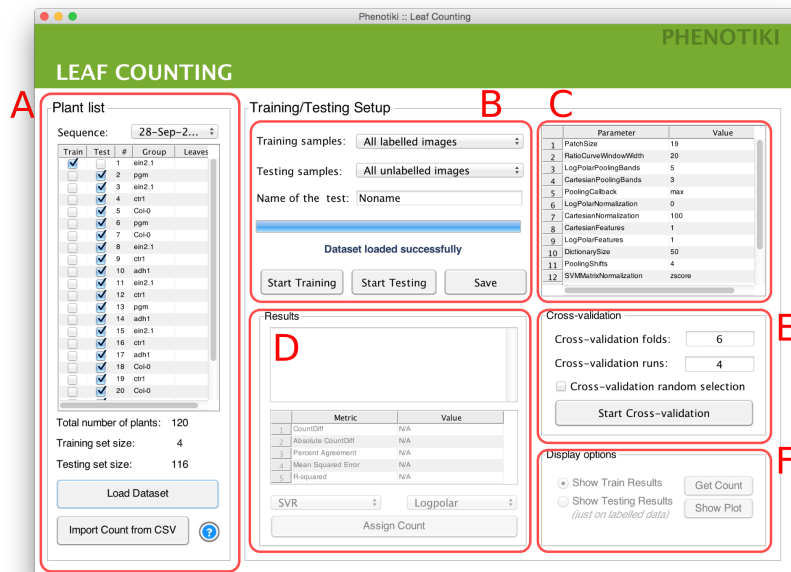 Phenotiki :: Leaf Counting
PHENOTIKI
LEAF COUNTING
A
Plant list
Sequence: 28-Sep-2...
Train Test # Group Leaves
1 ein2.1
2 pgm
3 ein2.1
4 ctr1
5 Col-0
6 pgm
7 Col-0
8 ein2.1
9 ctr1
10 adh1
11 ein2.1
12 ctr1
13 pgm
14 adh1
15 ein2.1
16 ctr1
17 adh1
18 Col-0
19 ctr1
20 Col-0
Total number of plants: 120
Training set size: 4
Testing set size: 116
Load Dataset
Import Count from CSV ?
Training/Testing Setup
B
Training samples: All labelled images
Testing samples: All unlabelled images
Name of the test: Noname
Dataset loaded successfully
Start Training Start Testing Save
C
Parameter Value
1 PatchSize 19
2 RatioCurveWindowWidth 20
3 LogPolarPoolingBands 5
4 CartesianPoolingBands 3
5 PoolingCallback max
6 LogPolarNormalization 0
7 CartesianNormalization 100
8 CartesianFeatures 1
9 LogPolarFeatures 1
10 DictionarySize 50
11 PoolingShifts 4
12 SVMMatrixNormalization zscore
Results
D
Metric Value
1 CountDiff N/A
2 Absolute CountDiff N/A
3 Percent Agreement N/A
4 Mean Squared Error N/A
5 R-squared N/A
SVR Logpolar
Assign Count
Cross-validation
E
Cross-validation folds: 6
Cross-validation runs: 4
Cross-validation random selection
Start Cross-validation
Display options
F
Show Train Results Get Count
Show Testing Results
(just on labelled data) Show Plot